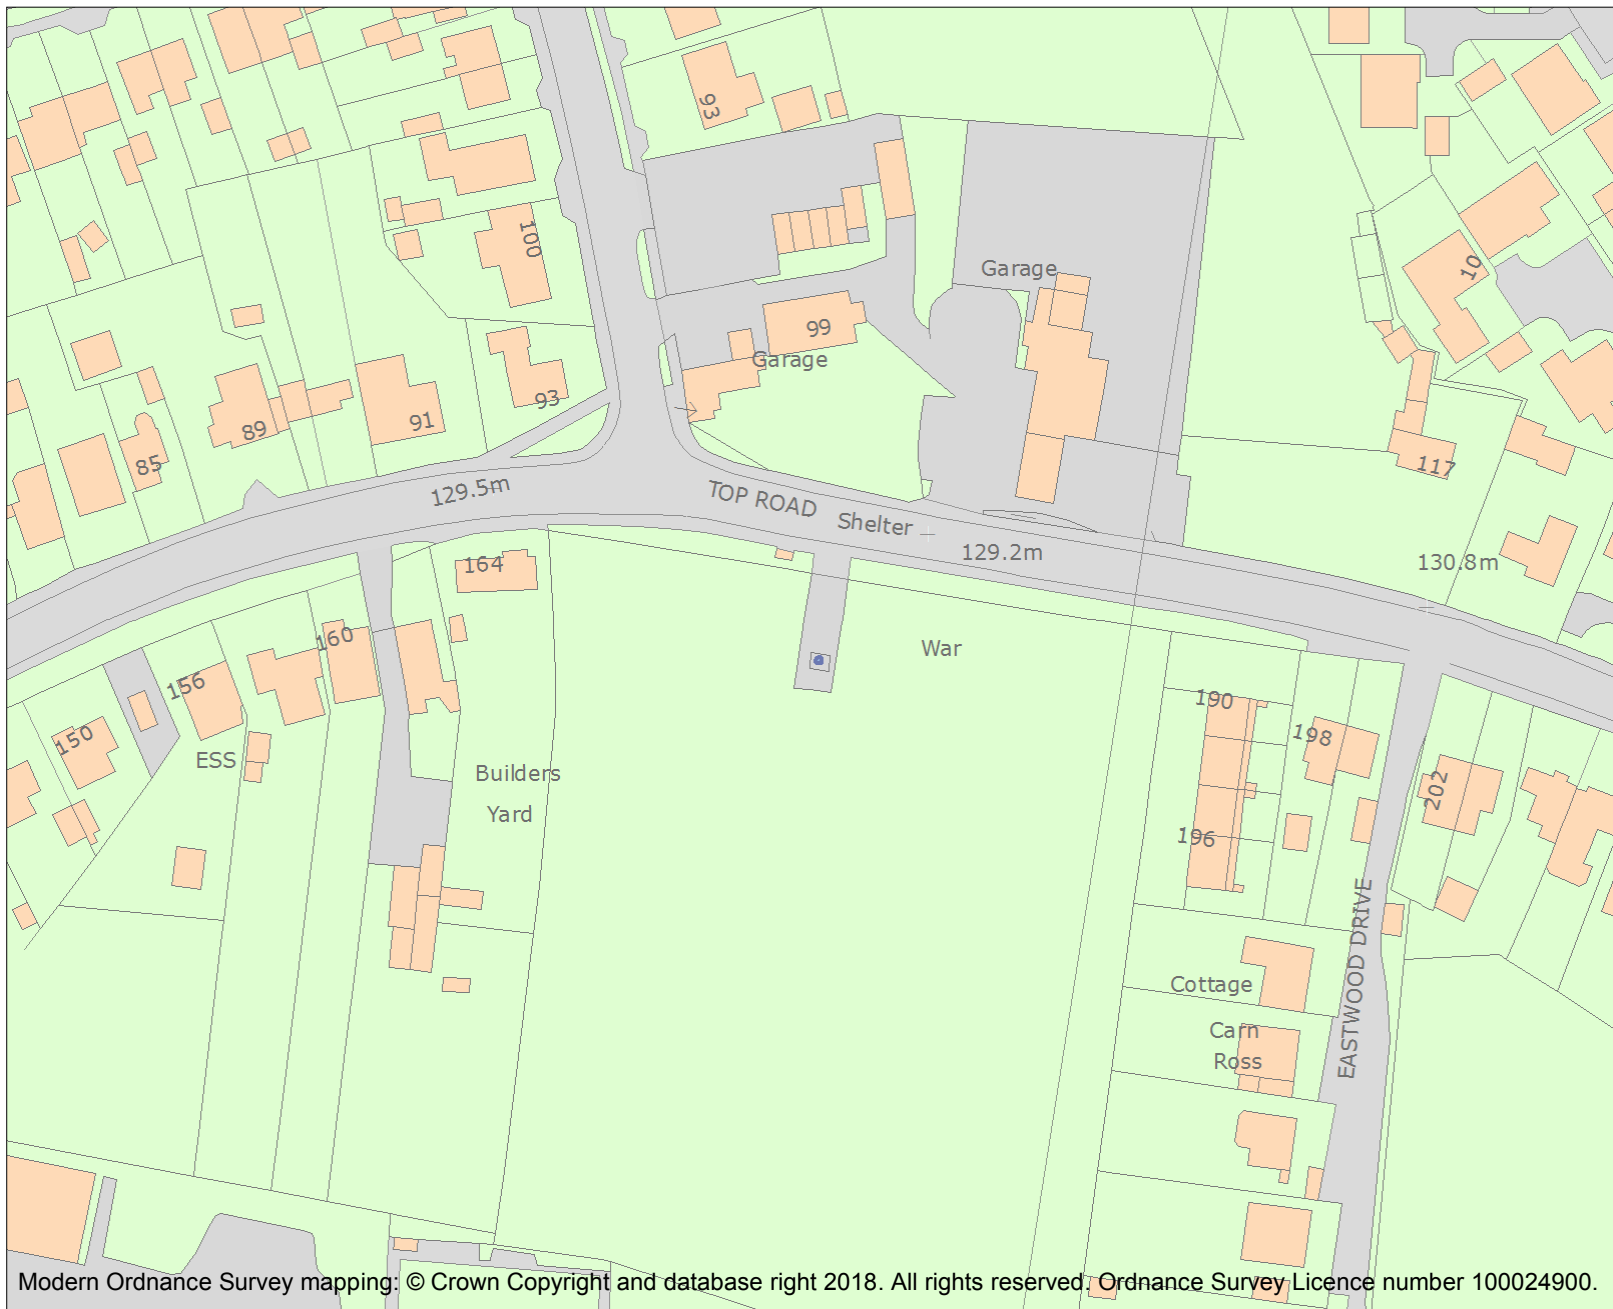 93
100
Garage
10
99
Garage
93
91
89
85
117
129.5m
TOP ROAD
Shelter
129.2m
130.8m
164
160
War
156
150
190
198
ESS
Builders
Yard
202
196
EASTWOOD DRIVE
Cottage
Carn
Ross
Modern Ordnance Survey mapping: © Crown Copyright and database right 2018. All rights reserved. Ordnance Survey Licence number 100024900.